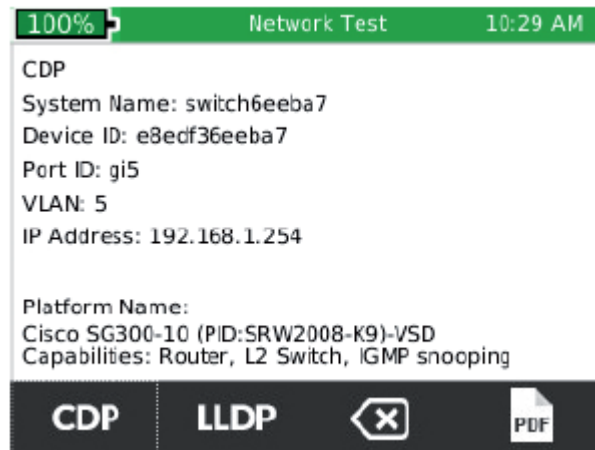 100% Network Test 10:29 AM
CDP
System Name: switch6eeba7
Device ID: e8edf36eeba7
Port ID: gi5
VLAN: 5
IP Address: 192.168.1.254
Platform Name:
Cisco SG300-10 (PID:SRW2008-K9)-VSD
Capabilities: Router, L2 Switch, IGMP snooping
CDP LLDP PDF